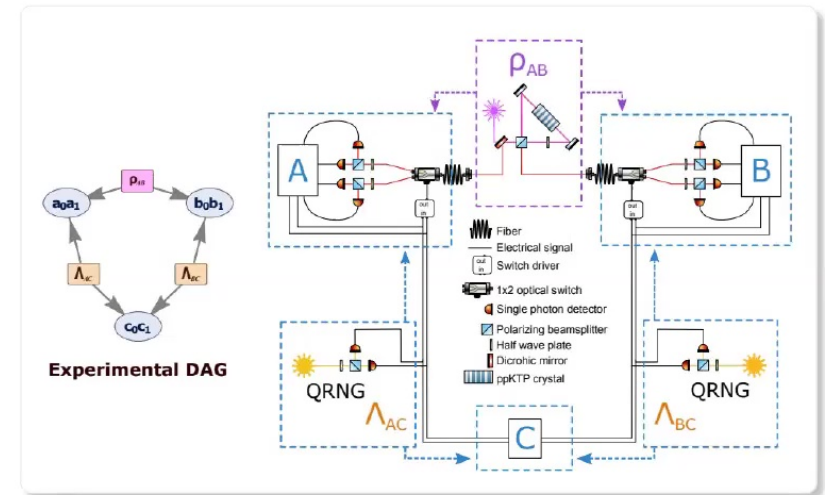 ρAB
a₀a₁
b₀b₁
ΛAC
ΛBC
c₀c₁
Experimental DAG
ρAB
A
B
out
in
out
in
Fiber
Electrical signal
out
in
Switch driver
1x2 optical switch
Single photon detector
Polarizing beamsplitter
Half wave plate
Dicrohic mirror
ppKTP crystal
QRNG
ΛAC
QRNG
ΛBC
C